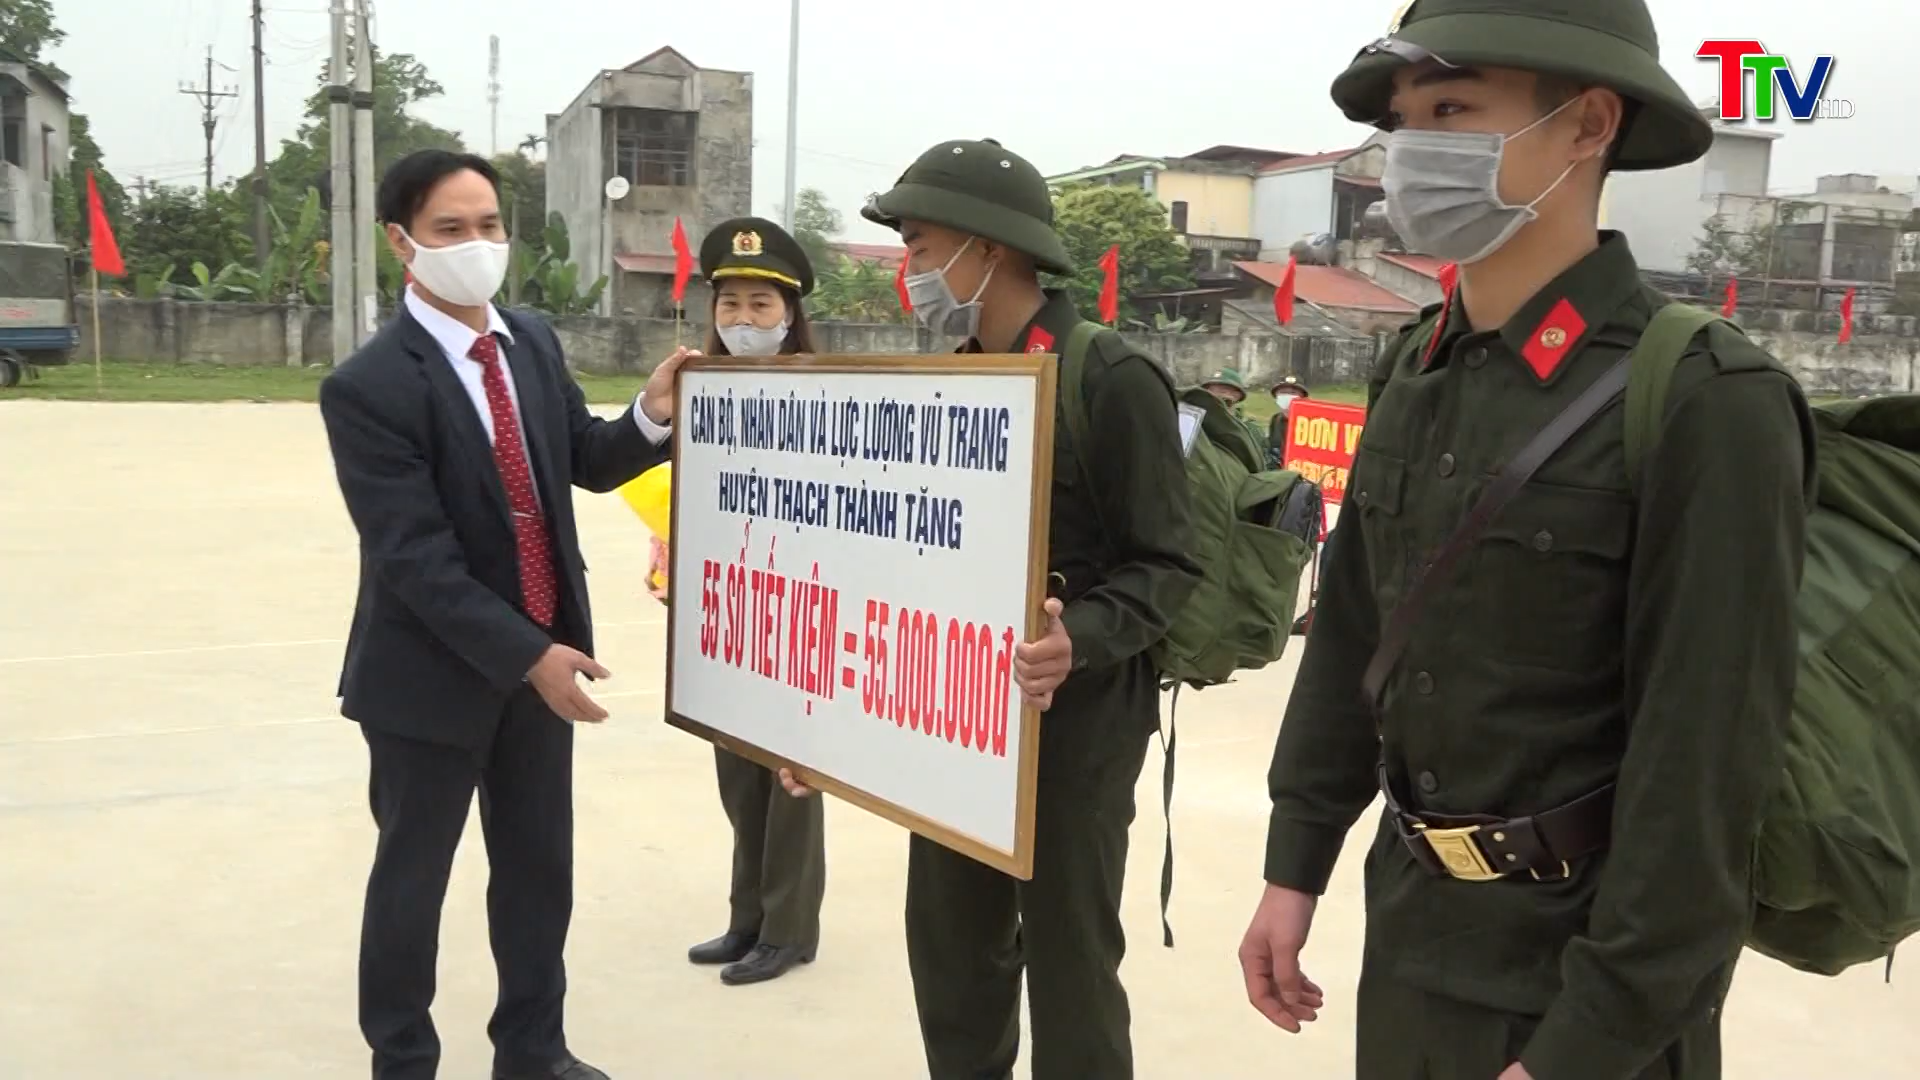 TTV HD
CÁN BỘ, NHÂN DÂN VÀ LỰC LƯỢNG VŨ TRANG
HUYỆN THẠCH THÀNH TẶNG
55 SỔ TIẾT KIỆM = 55.000.000đ
ĐƠN V